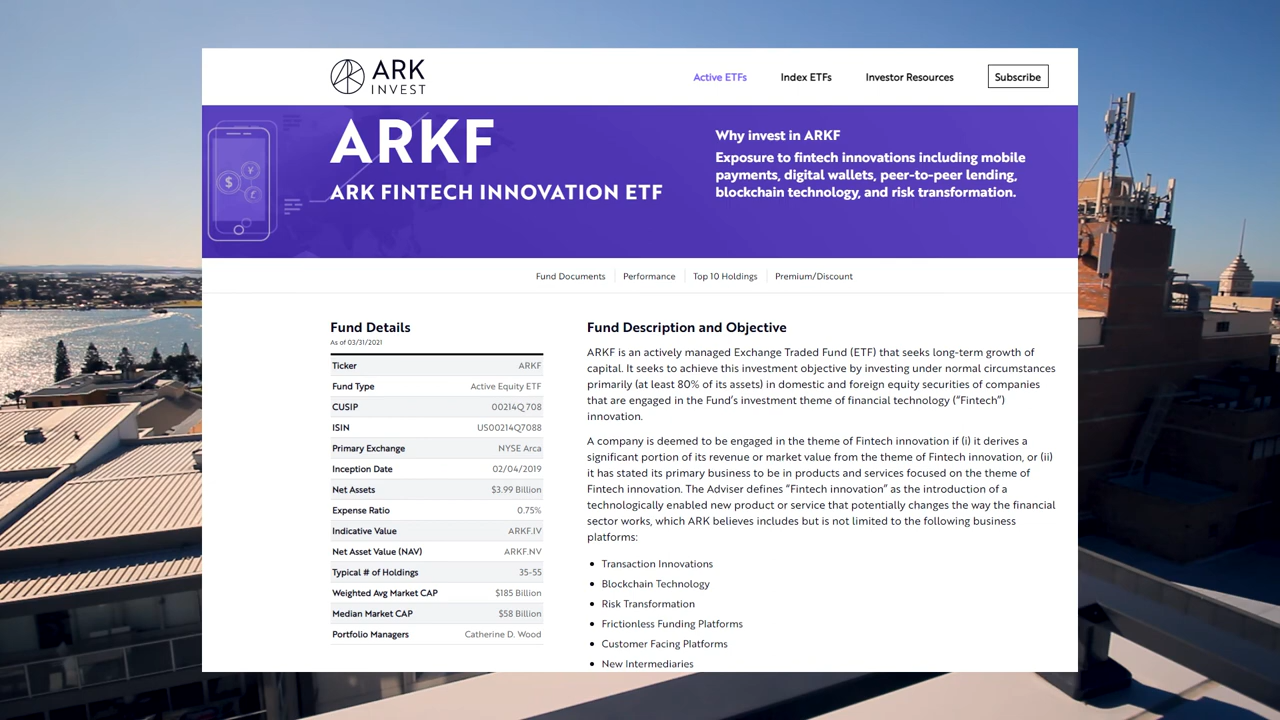 ARK
INVEST
Active ETFs
Index ETFs
Investor Resources
Subscribe
ARKF
ARK FINTECH INNOVATION ETF
Why invest in ARKF
Exposure to fintech innovations including mobile
payments, digital wallets, peer-to-peer lending,
blockchain technology, and risk transformation.
$
¥
£
Fund Documents
Performance
Top 10 Holdings
Premium/Discount
Fund Details
As of 03/31/2021
Ticker ARKF
Fund Type Active Equity ETF
CUSIP 00214Q 708
ISIN US00214Q7088
Primary Exchange NYSE Arca
Inception Date 02/04/2019
Net Assets $3.99 Billion
Expense Ratio 0.75%
Indicative Value ARKF.IV
Net Asset Value (NAV) ARKF.NV
Typical # of Holdings 35-55
Weighted Avg Market CAP $185 Billion
Median Market CAP $58 Billion
Portfolio Managers Catherine D. Wood
Fund Description and Objective
ARKF is an actively managed Exchange Traded Fund (ETF) that seeks long-term growth of
capital. It seeks to achieve this investment objective by investing under normal circumstances
primarily (at least 80% of its assets) in domestic and foreign equity securities of companies
that are engaged in the Fund's investment theme of financial technology (“Fintech”)
innovation.
A company is deemed to be engaged in the theme of Fintech innovation if (i) it derives a
significant portion of its revenue or market value from the theme of Fintech innovation, or (ii)
it has stated its primary business to be in products and services focused on the theme of
Fintech innovation. The Adviser defines “Fintech innovation” as the introduction of a
technologically enabled new product or service that potentially changes the way the financial
sector works, which ARK believes includes but is not limited to the following business
platforms:
• Transaction Innovations
• Blockchain Technology
• Risk Transformation
• Frictionless Funding Platforms
• Customer Facing Platforms
• New Intermediaries